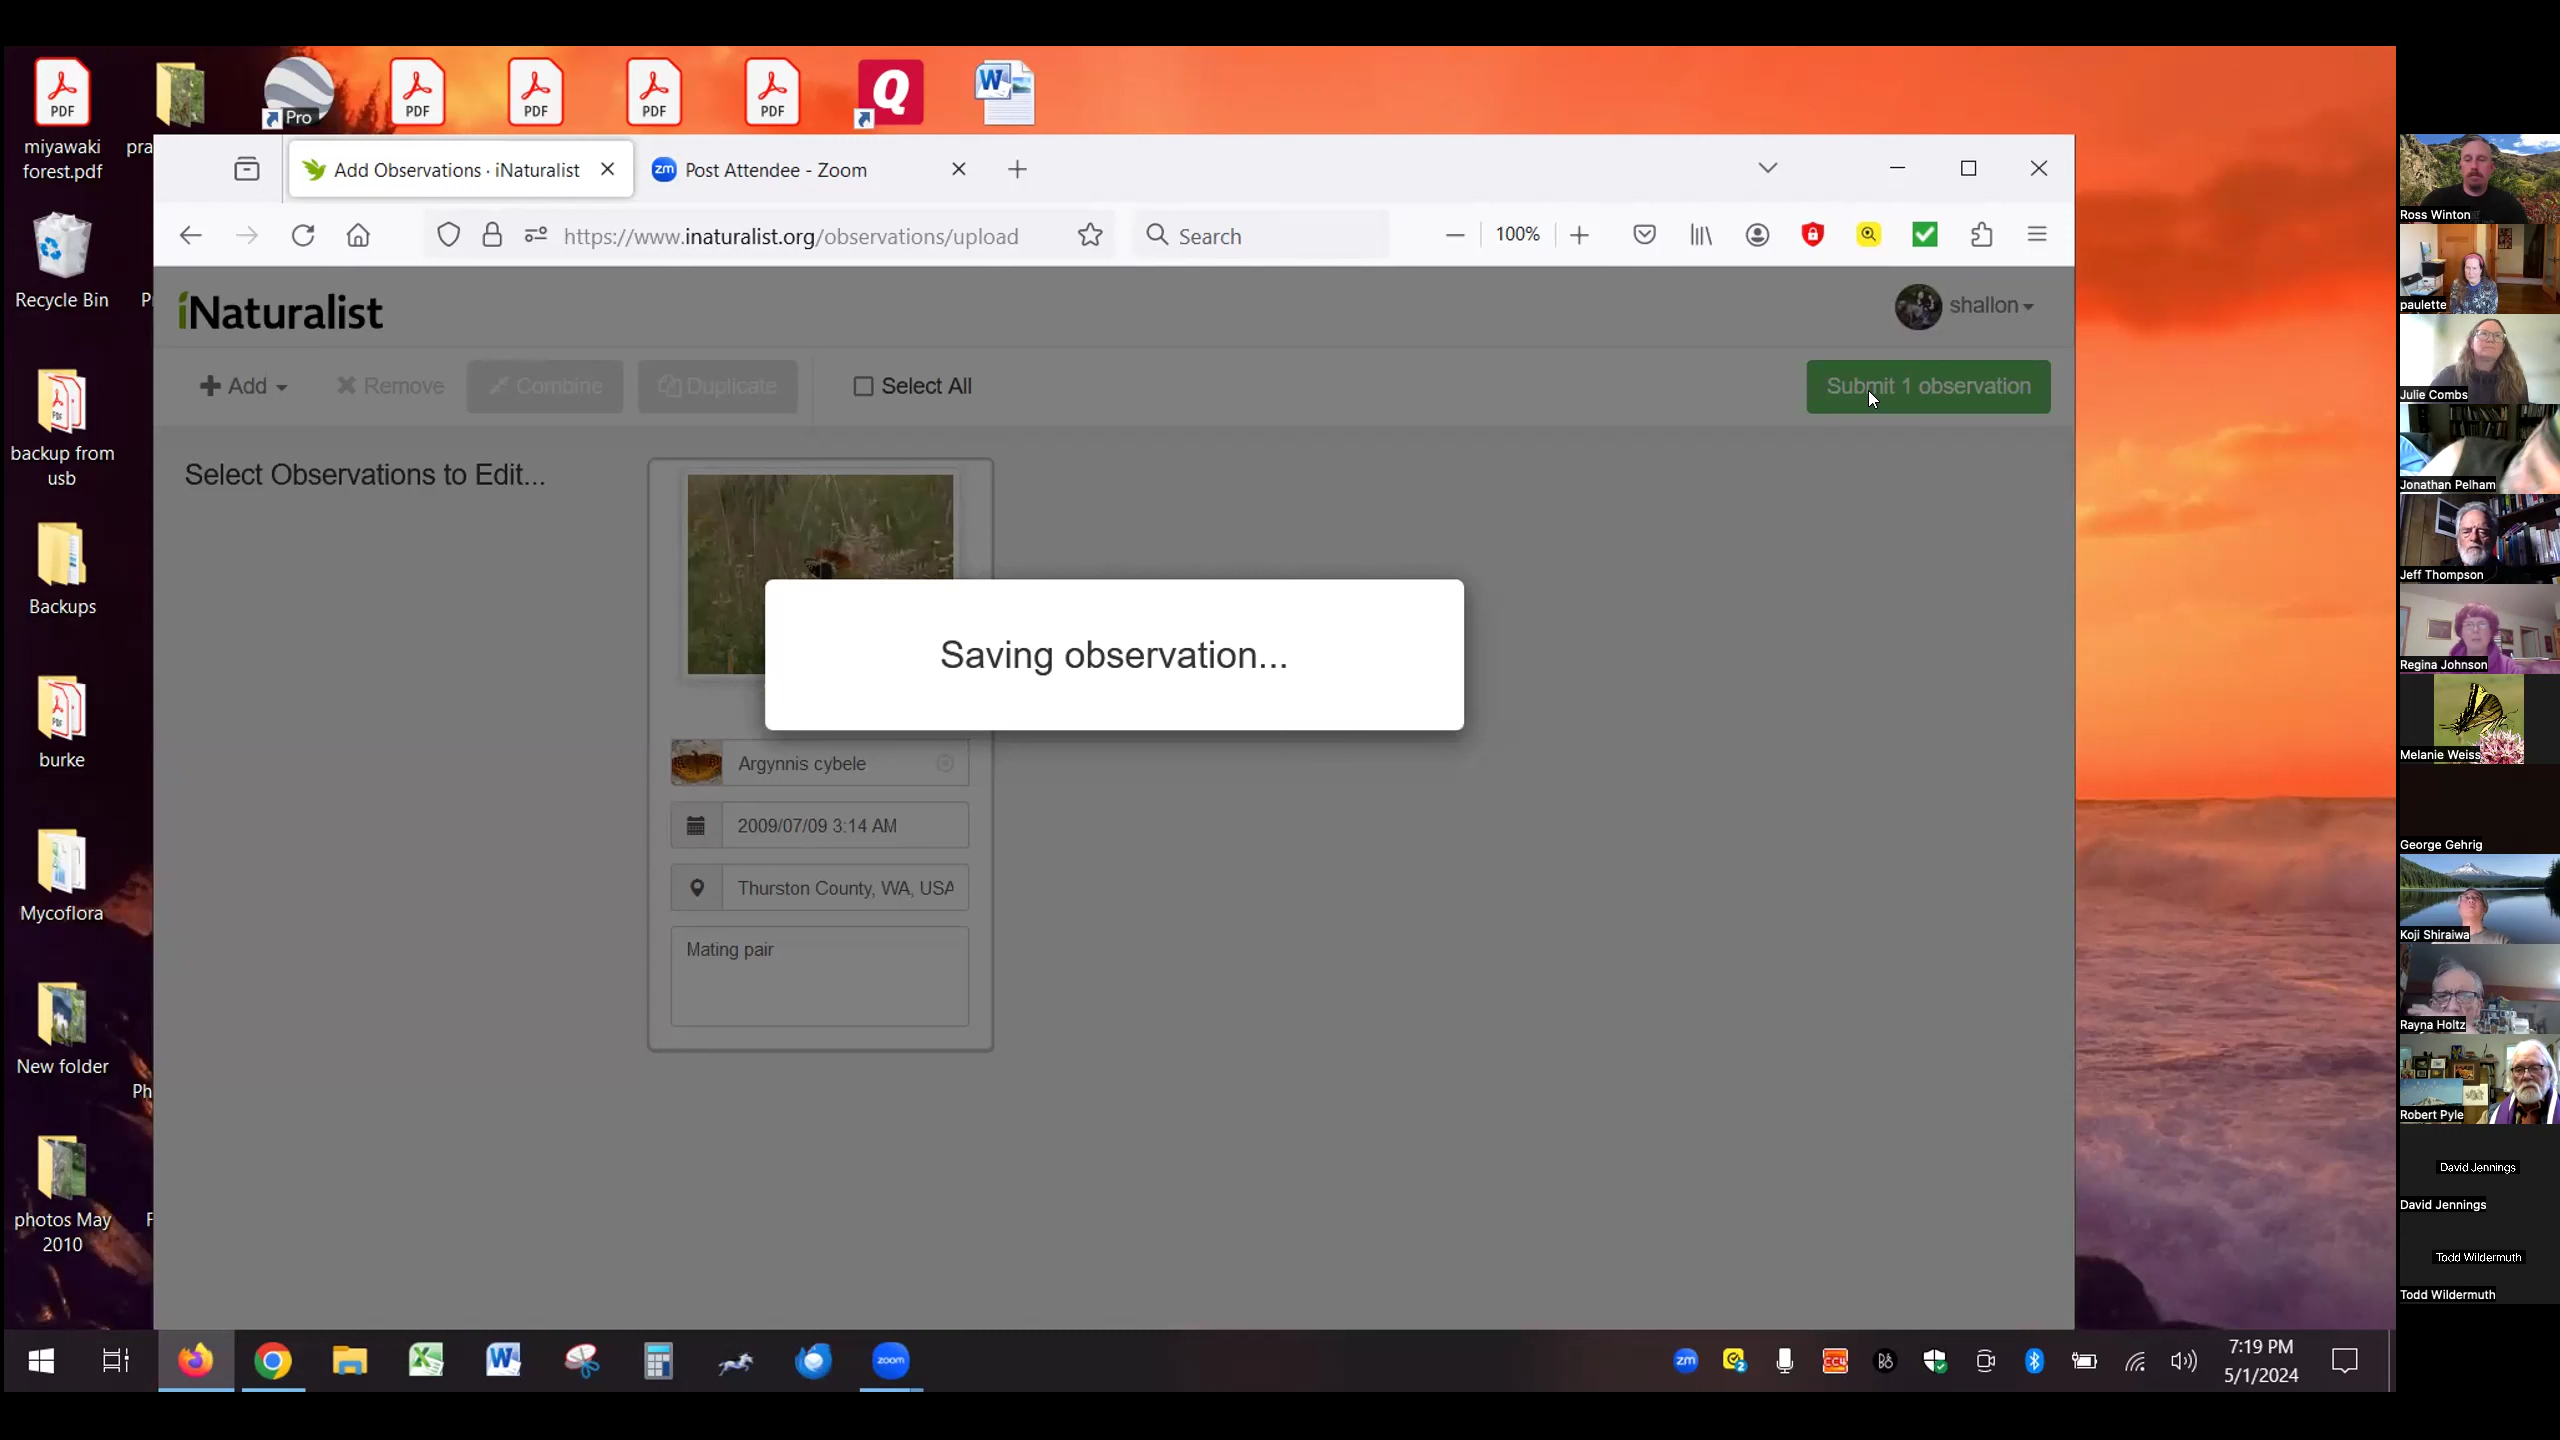 PDF
Pro
PDF
PDF
PDF
PDF
Q
W
miyawaki
forest.pdf
pra
Add Observations · iNaturalist
zm
Post Attendee - Zoom
https://www.inaturalist.org/observations/upload
Search
100%
Recycle Bin
iNaturalist
shallon
Add
Remove
Combine
Duplicate
Select All
Submit 1 observation
Select Observations to Edit...
Saving observation...
Argynnis cybele
2009/07/09 3:14 AM
Thurston County, WA, USA
Mating pair
backup from
usb
Backups
burke
Mycoflora
New folder
Ph
photos May
2010
zoom
zm
7:19 PM
5/1/2024
Ross Winton
paulette
Julie Combs
Jonathan Pelham
Jeff Thompson
Regina Johnson
Melanie Weiss
George Gehrig
Koji Shiraiwa
Rayna Holtz
Robert Pyle
David Jennings
David Jennings
Todd Wildermuth
Todd Wildermuth